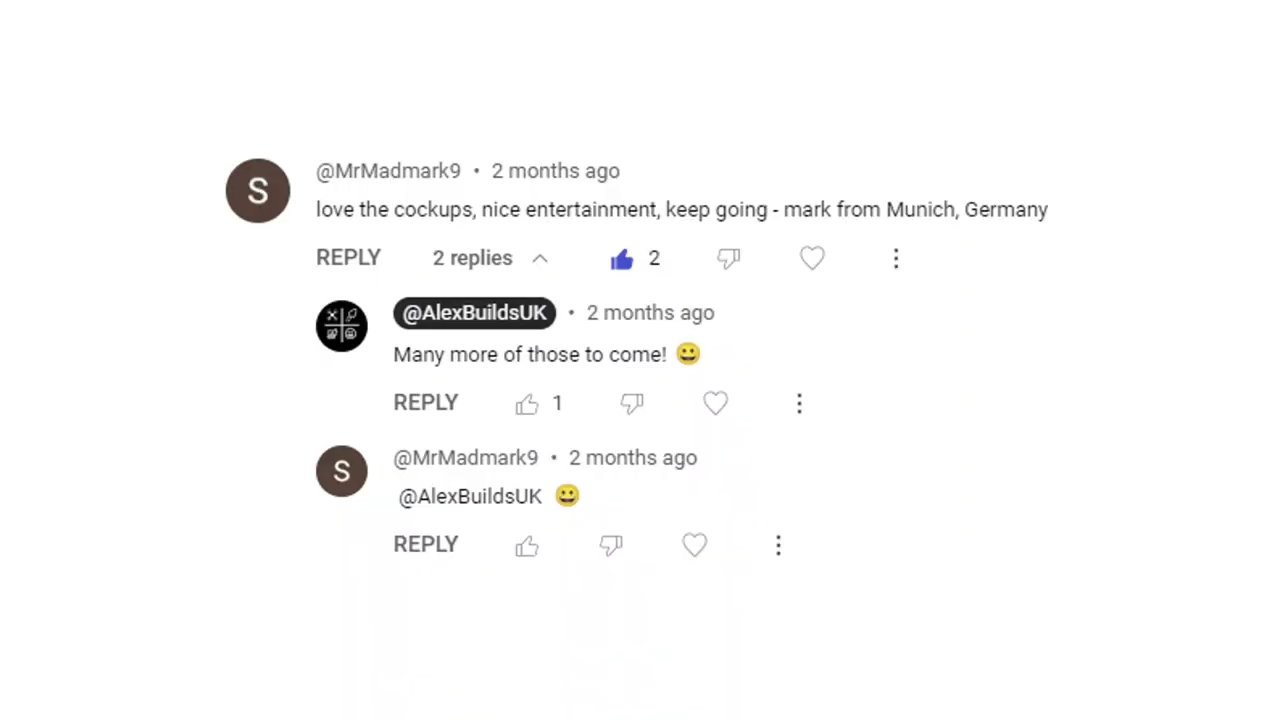 S
@MrMadmark9 • 2 months ago
love the cockups, nice entertainment, keep going - mark from Munich, Germany
REPLY 2 replies 2
@AlexBuildsUK • 2 months ago
Many more of those to come! 😀
REPLY 1
S
@MrMadmark9 • 2 months ago
@AlexBuildsUK 😀
REPLY